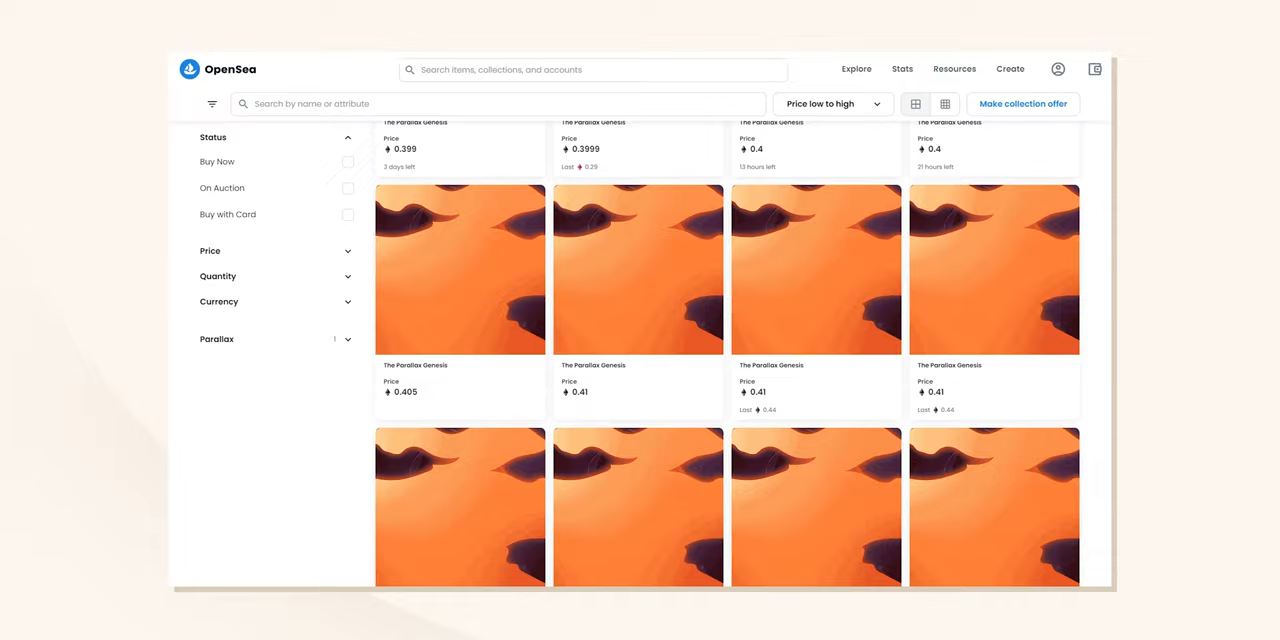 OpenSea
Search items, collections, and accounts
Explore Stats Resources Create
Search by name or attribute
Price low to high
Make collection offer
Status
Buy Now
On Auction
Buy with Card
Price
Quantity
Currency
Parallax 1
The Parallax Genesis The Parallax Genesis The Parallax Genesis The Parallax Genesis
Price Price Price Price
0.399 0.3999 0.4 0.4
3 days left Last 0.29 13 hours left 21 hours left
The Parallax Genesis The Parallax Genesis The Parallax Genesis The Parallax Genesis
Price Price Price Price
0.405 0.41 0.41 0.41
Last 0.44 Last 0.44